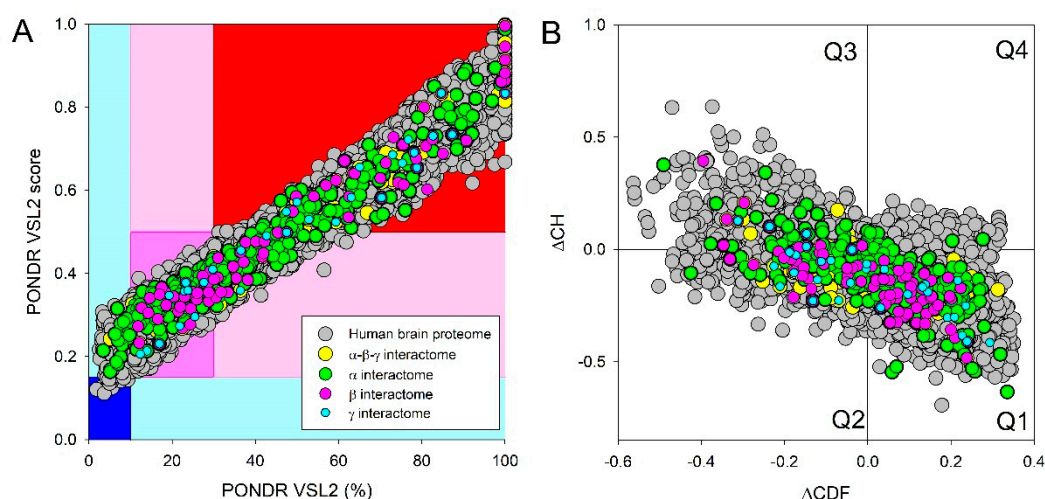 A
PONDR VSL2 score
1.0
0.8
0.6
0.4
0.2
0.0
0
20
40
60
80
100
PONDR VSL2 (%)
Human brain proteome
α-β-γ interactome
α interactome
β interactome
γ interactome
B
Q3
Q4
Q2
Q1
ΔCH
1.0
0.5
0.0
-0.5
-0.6
-0.4
-0.2
0.0
0.2
0.4
ΔCDF